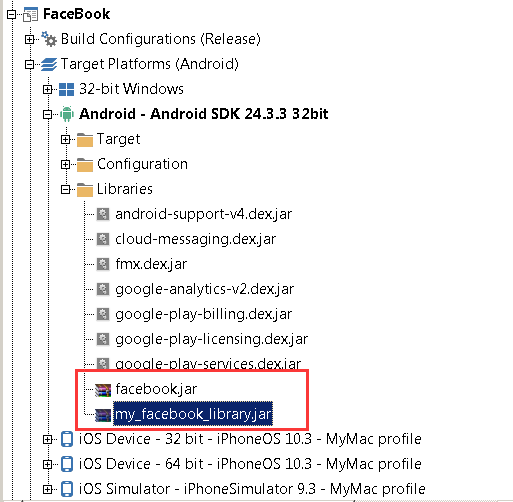 FaceBook
Build Configurations (Release)
Target Platforms (Android)
32-bit Windows
Android - Android SDK 24.3.3 32bit
Target
Configuration
Libraries
android-support-v4.dex.jar
cloud-messaging.dex.jar
fmx.dex.jar
google-analytics-v2.dex.jar
google-play-billing.dex.jar
google-play-licensing.dex.jar
google-play-services.dex.jar
facebook.jar
my_facebook_library.jar
iOS Device - 32 bit - iPhoneOS 10.3 - MyMac profile
iOS Device - 64 bit - iPhoneOS 10.3 - MyMac profile
iOS Simulator - iPhoneSimulator 9.3 - MyMac profile